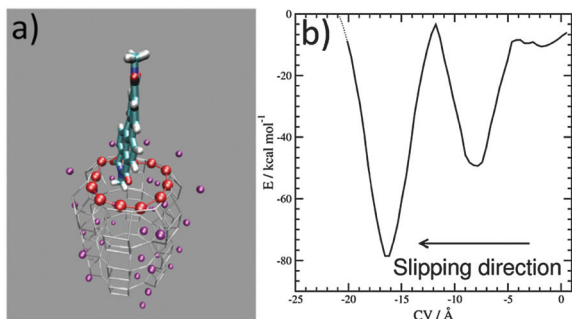 a)
b)
E / kcal mol⁻¹
0
-20
-40
-60
-80
Slipping direction
-25 -20 -15 -10 -5 0
CV / Å